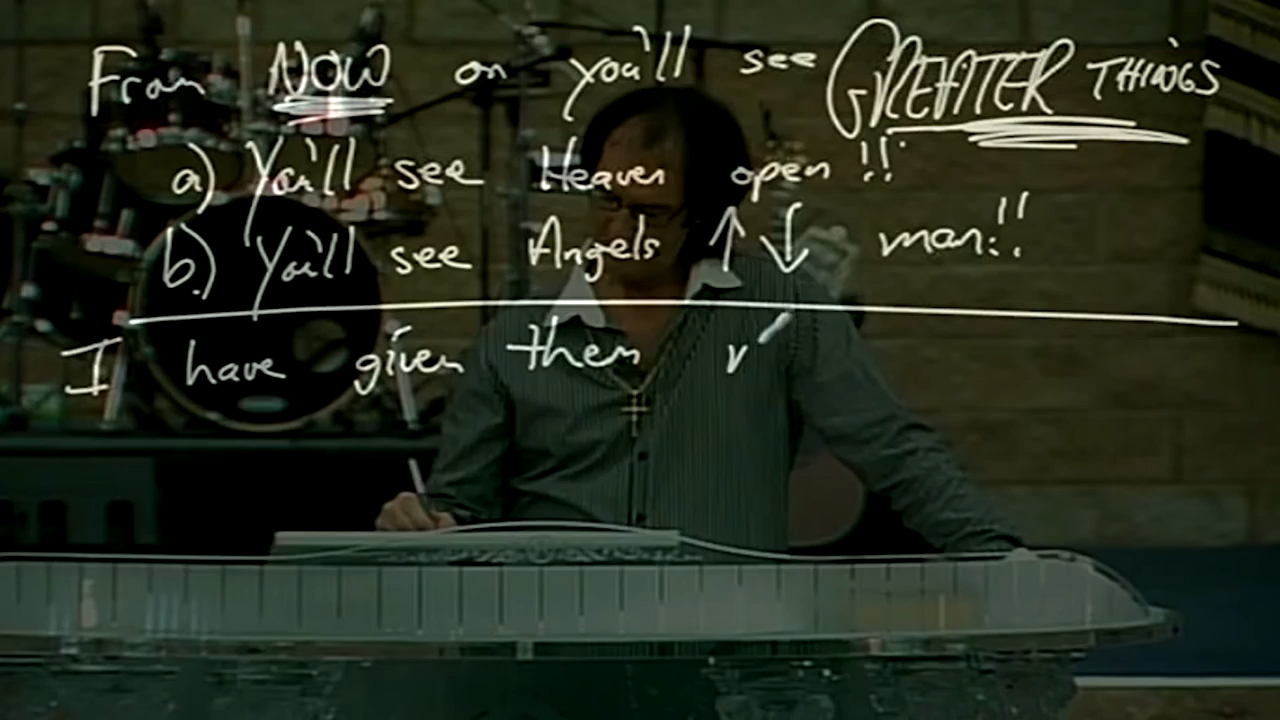 From NOW on you'll see GREATER THINGS
a) You'll see Heaven open!!
b.) You'll see Angels ↑ ↓ man!!
I have given them